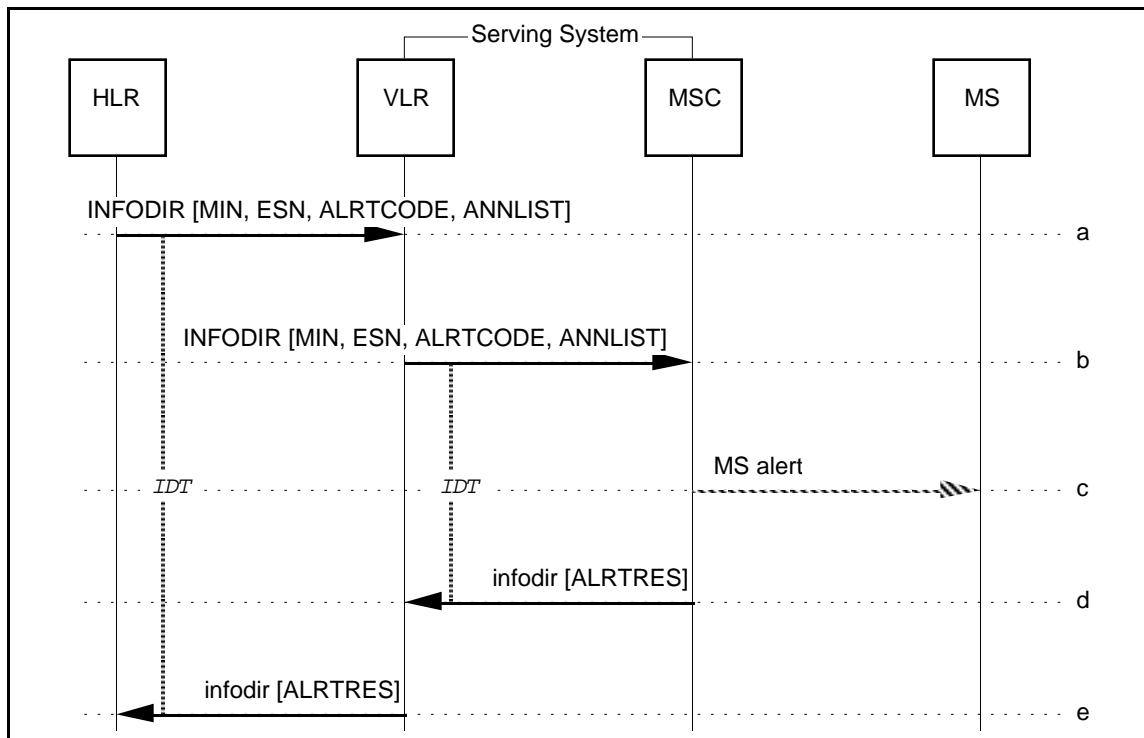 Serving System
HLR VLR MSC MS
INFODIR [MIN, ESN, ALRTCODE, ANNLIST]
a
INFODIR [MIN, ESN, ALRTCODE, ANNLIST]
b
MS alert
IDT IDT c
infodir [ALRTRES]
d
infodir [ALRTRES]
e